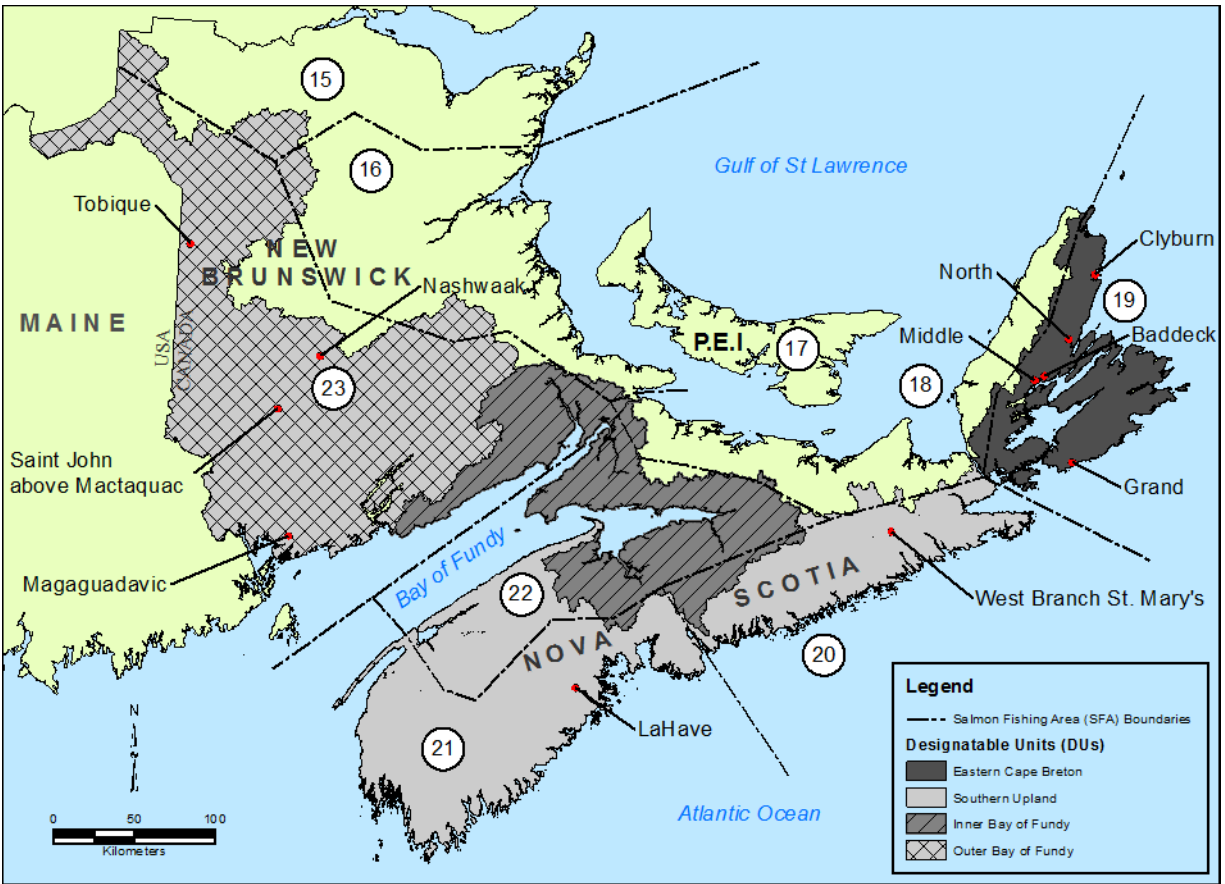 15
16
Gulf of St Lawrence
Tobique
NEW
BRUNSWICK
Nashwaak
Clyburn
North
19
MAINE
USA
CANADA
P.E.I
17
Middle
Baddeck
18
23
Saint John
above Mactaquac
Grand
Magaguadavic
Bay of Fundy
22
SCOTIA
West Branch St. Mary's
NOVA
20
LaHave
21
Atlantic Ocean
N
0 50 100
Kilometers
Legend
Salmon Fishing Area (SFA) Boundaries
Designatable Units (DUs)
Eastern Cape Breton
Southern Upland
Inner Bay of Fundy
Outer Bay of Fundy